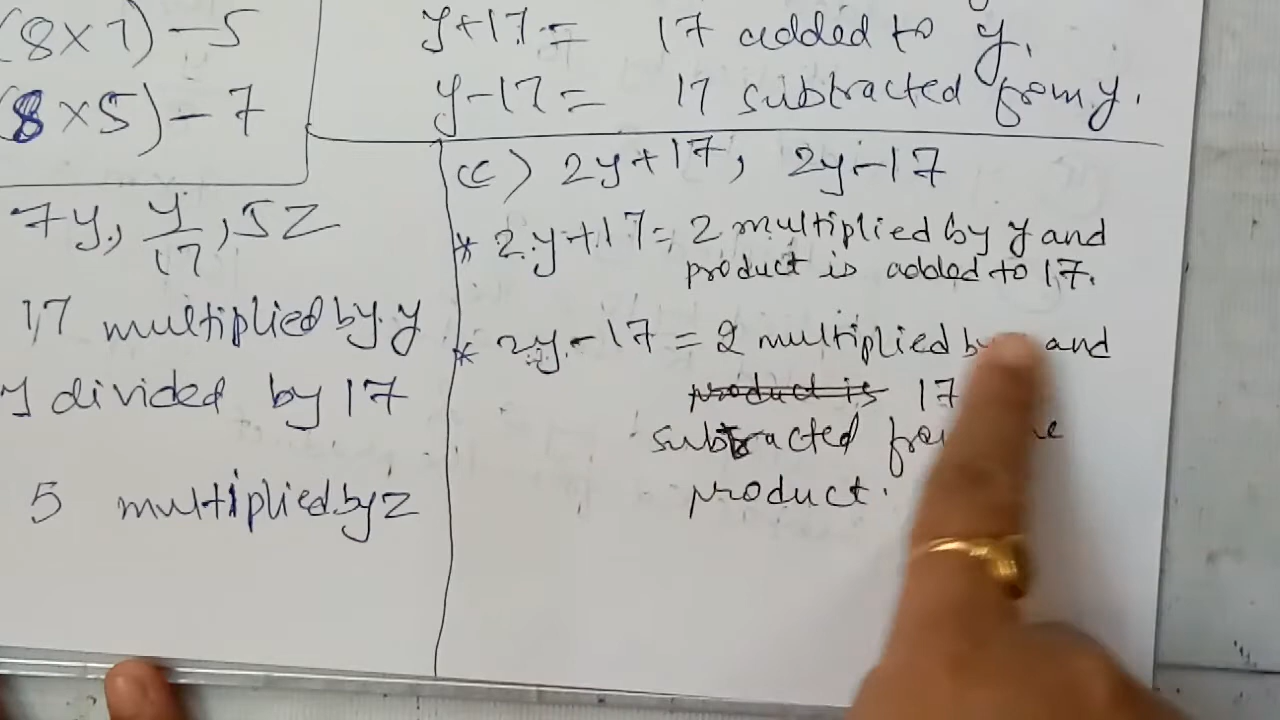 (8×7)-5
(8×5)-7
y+17= 17 added to y.
y-17= 17 subtracted from y.
7y, y/17, 5z
17 multiplied by y
y divided by 17
5 multiplied by z
(c) 2y+17, 2y-17
* 2y+17= 2 multiplied by y and
product is added to 17.
* 2y-17 = 2 multiplied by and
product is 17
subtracted from
product.